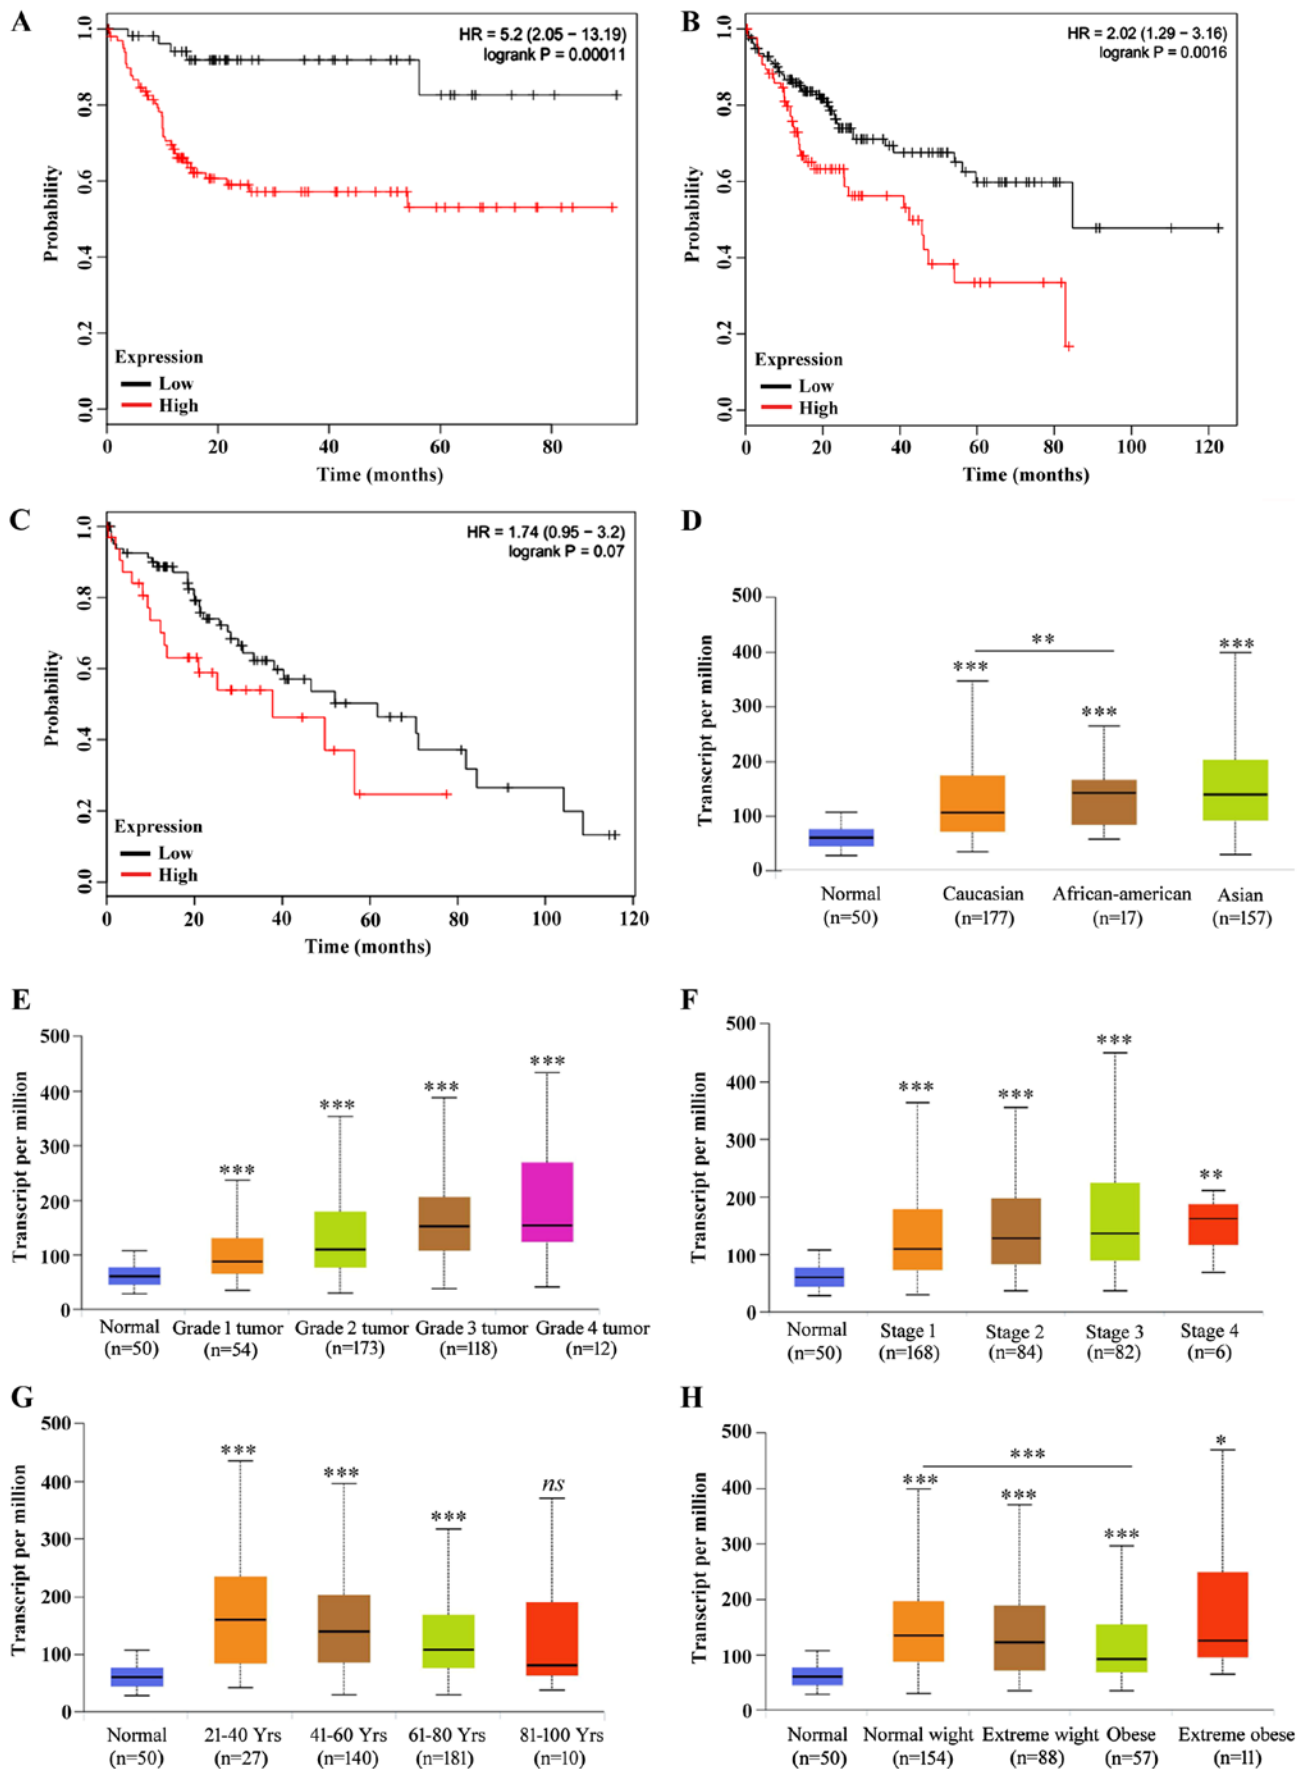 A
HR = 5.2 (2.05 − 13.19)
logrank P = 0.00011
1.0
0.8
0.6
0.4
0.2
0.0
Probability
Expression
Low
High
0 20 40 60 80
Time (months)
B
HR = 2.02 (1.29 − 3.16)
logrank P = 0.0016
1.0
0.8
0.6
0.4
0.2
0.0
Probability
Expression
Low
High
0 20 40 60 80 100 120
Time (months)
C
HR = 1.74 (0.95 − 3.2)
logrank P = 0.07
1.0
0.8
0.6
0.4
0.2
0.0
Probability
Expression
Low
High
0 20 40 60 80 100 120
Time (months)
D
Transcript per million
500
400
300
200
100
0
*** ** *** ***
Normal Caucasian African-american Asian
(n=50) (n=177) (n=17) (n=157)
E
Transcript per million
500
400
300
200
100
0
*** *** *** ***
Normal Grade 1 tumor Grade 2 tumor Grade 3 tumor Grade 4 tumor
(n=50) (n=54) (n=173) (n=118) (n=12)
F
Transcript per million
500
400
300
200
100
0
*** *** *** **
Normal Stage 1 Stage 2 Stage 3 Stage 4
(n=50) (n=168) (n=84) (n=82) (n=6)
G
Transcript per million
500
400
300
200
100
0
*** *** *** ns
Normal 21-40 Yrs 41-60 Yrs 61-80 Yrs 81-100 Yrs
(n=50) (n=27) (n=140) (n=181) (n=10)
H
Transcript per million
500
400
300
200
100
0
*** *** *** *** *
Normal Normal wight Extreme wight Obese Extreme obese
(n=50) (n=154) (n=88) (n=57) (n=11)